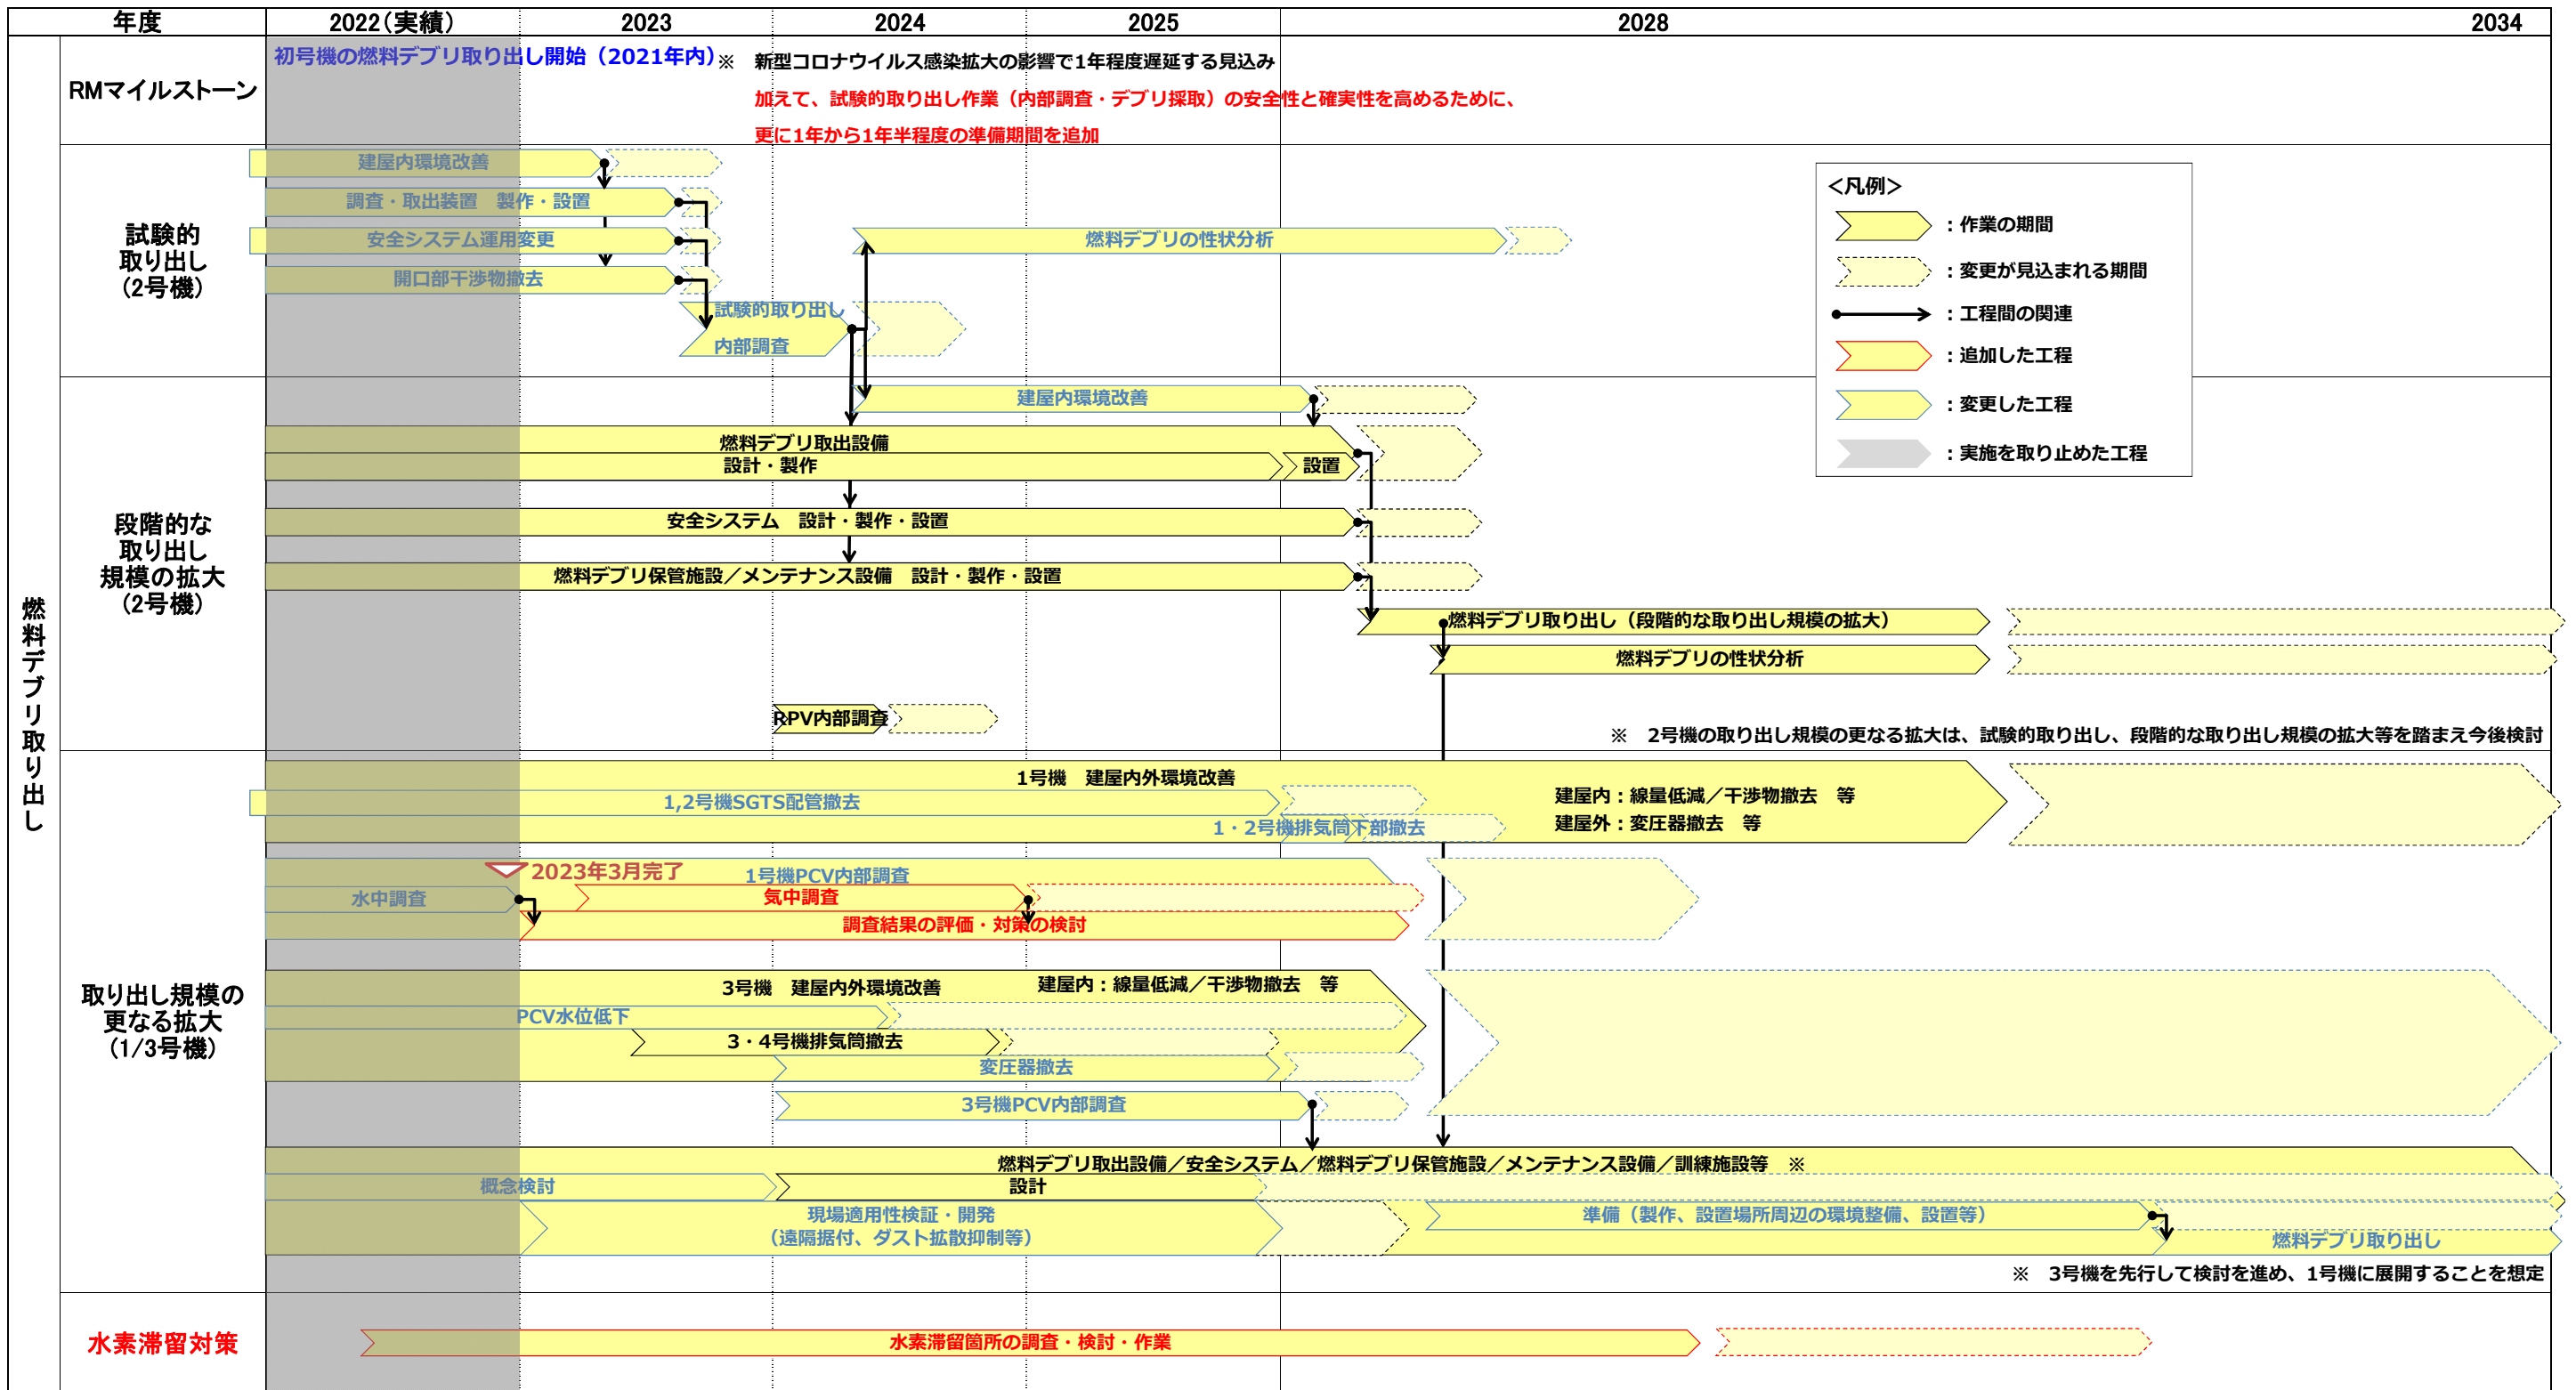 年度
2022（実績）
2023
2024
2025
2028
2034
燃料デブリ取り出し
RMマイルストーン
初号機の燃料デブリ取り出し開始（2021年内）
※　新型コロナウイルス感染拡大の影響で1年程度遅延する見込み
加えて、試験的取り出し作業（内部調査・デブリ採取）の安全性と確実性を高めるために、
更に1年から1年半程度の準備期間を追加
試験的
取り出し
(2号機)
建屋内環境改善
調査・取出装置　製作・設置
安全システム運用変更
燃料デブリの性状分析
開口部干渉物撤去
試験的取り出し
内部調査
＜凡例＞
：作業の期間
：変更が見込まれる期間
：工程間の関連
：追加した工程
：変更した工程
：実施を取り止めた工程
段階的な
取り出し
規模の拡大
(2号機)
建屋内環境改善
燃料デブリ取出設備
設計・製作
設置
安全システム　設計・製作・設置
燃料デブリ保管施設／メンテナンス設備　設計・製作・設置
燃料デブリ取り出し（段階的な取り出し規模の拡大）
燃料デブリの性状分析
RPV内部調査
※　2号機の取り出し規模の更なる拡大は、試験的取り出し、段階的な取り出し規模の拡大等を踏まえ今後検討
取り出し規模の
更なる拡大
(1/3号機)
1号機　建屋内外環境改善
1,2号機SGTS配管撤去
建屋内：線量低減／干渉物撤去　等
1・2号機排気筒下部撤去
建屋外：変圧器撤去　等
2023年3月完了
1号機PCV内部調査
水中調査
気中調査
調査結果の評価・対策の検討
3号機　建屋内外環境改善
建屋内：線量低減／干渉物撤去　等
PCV水位低下
3・4号機排気筒撤去
変圧器撤去
3号機PCV内部調査
燃料デブリ取出設備／安全システム／燃料デブリ保管施設／メンテナンス設備／訓練施設等　※
概念検討
設計
現場適用性検証・開発
（遠隔据付、ダスト拡散抑制等）
準備（製作、設置場所周辺の環境整備、設置等）
燃料デブリ取り出し
※　3号機を先行して検討を進め、1号機に展開することを想定
水素滞留対策
水素滞留箇所の調査・検討・作業